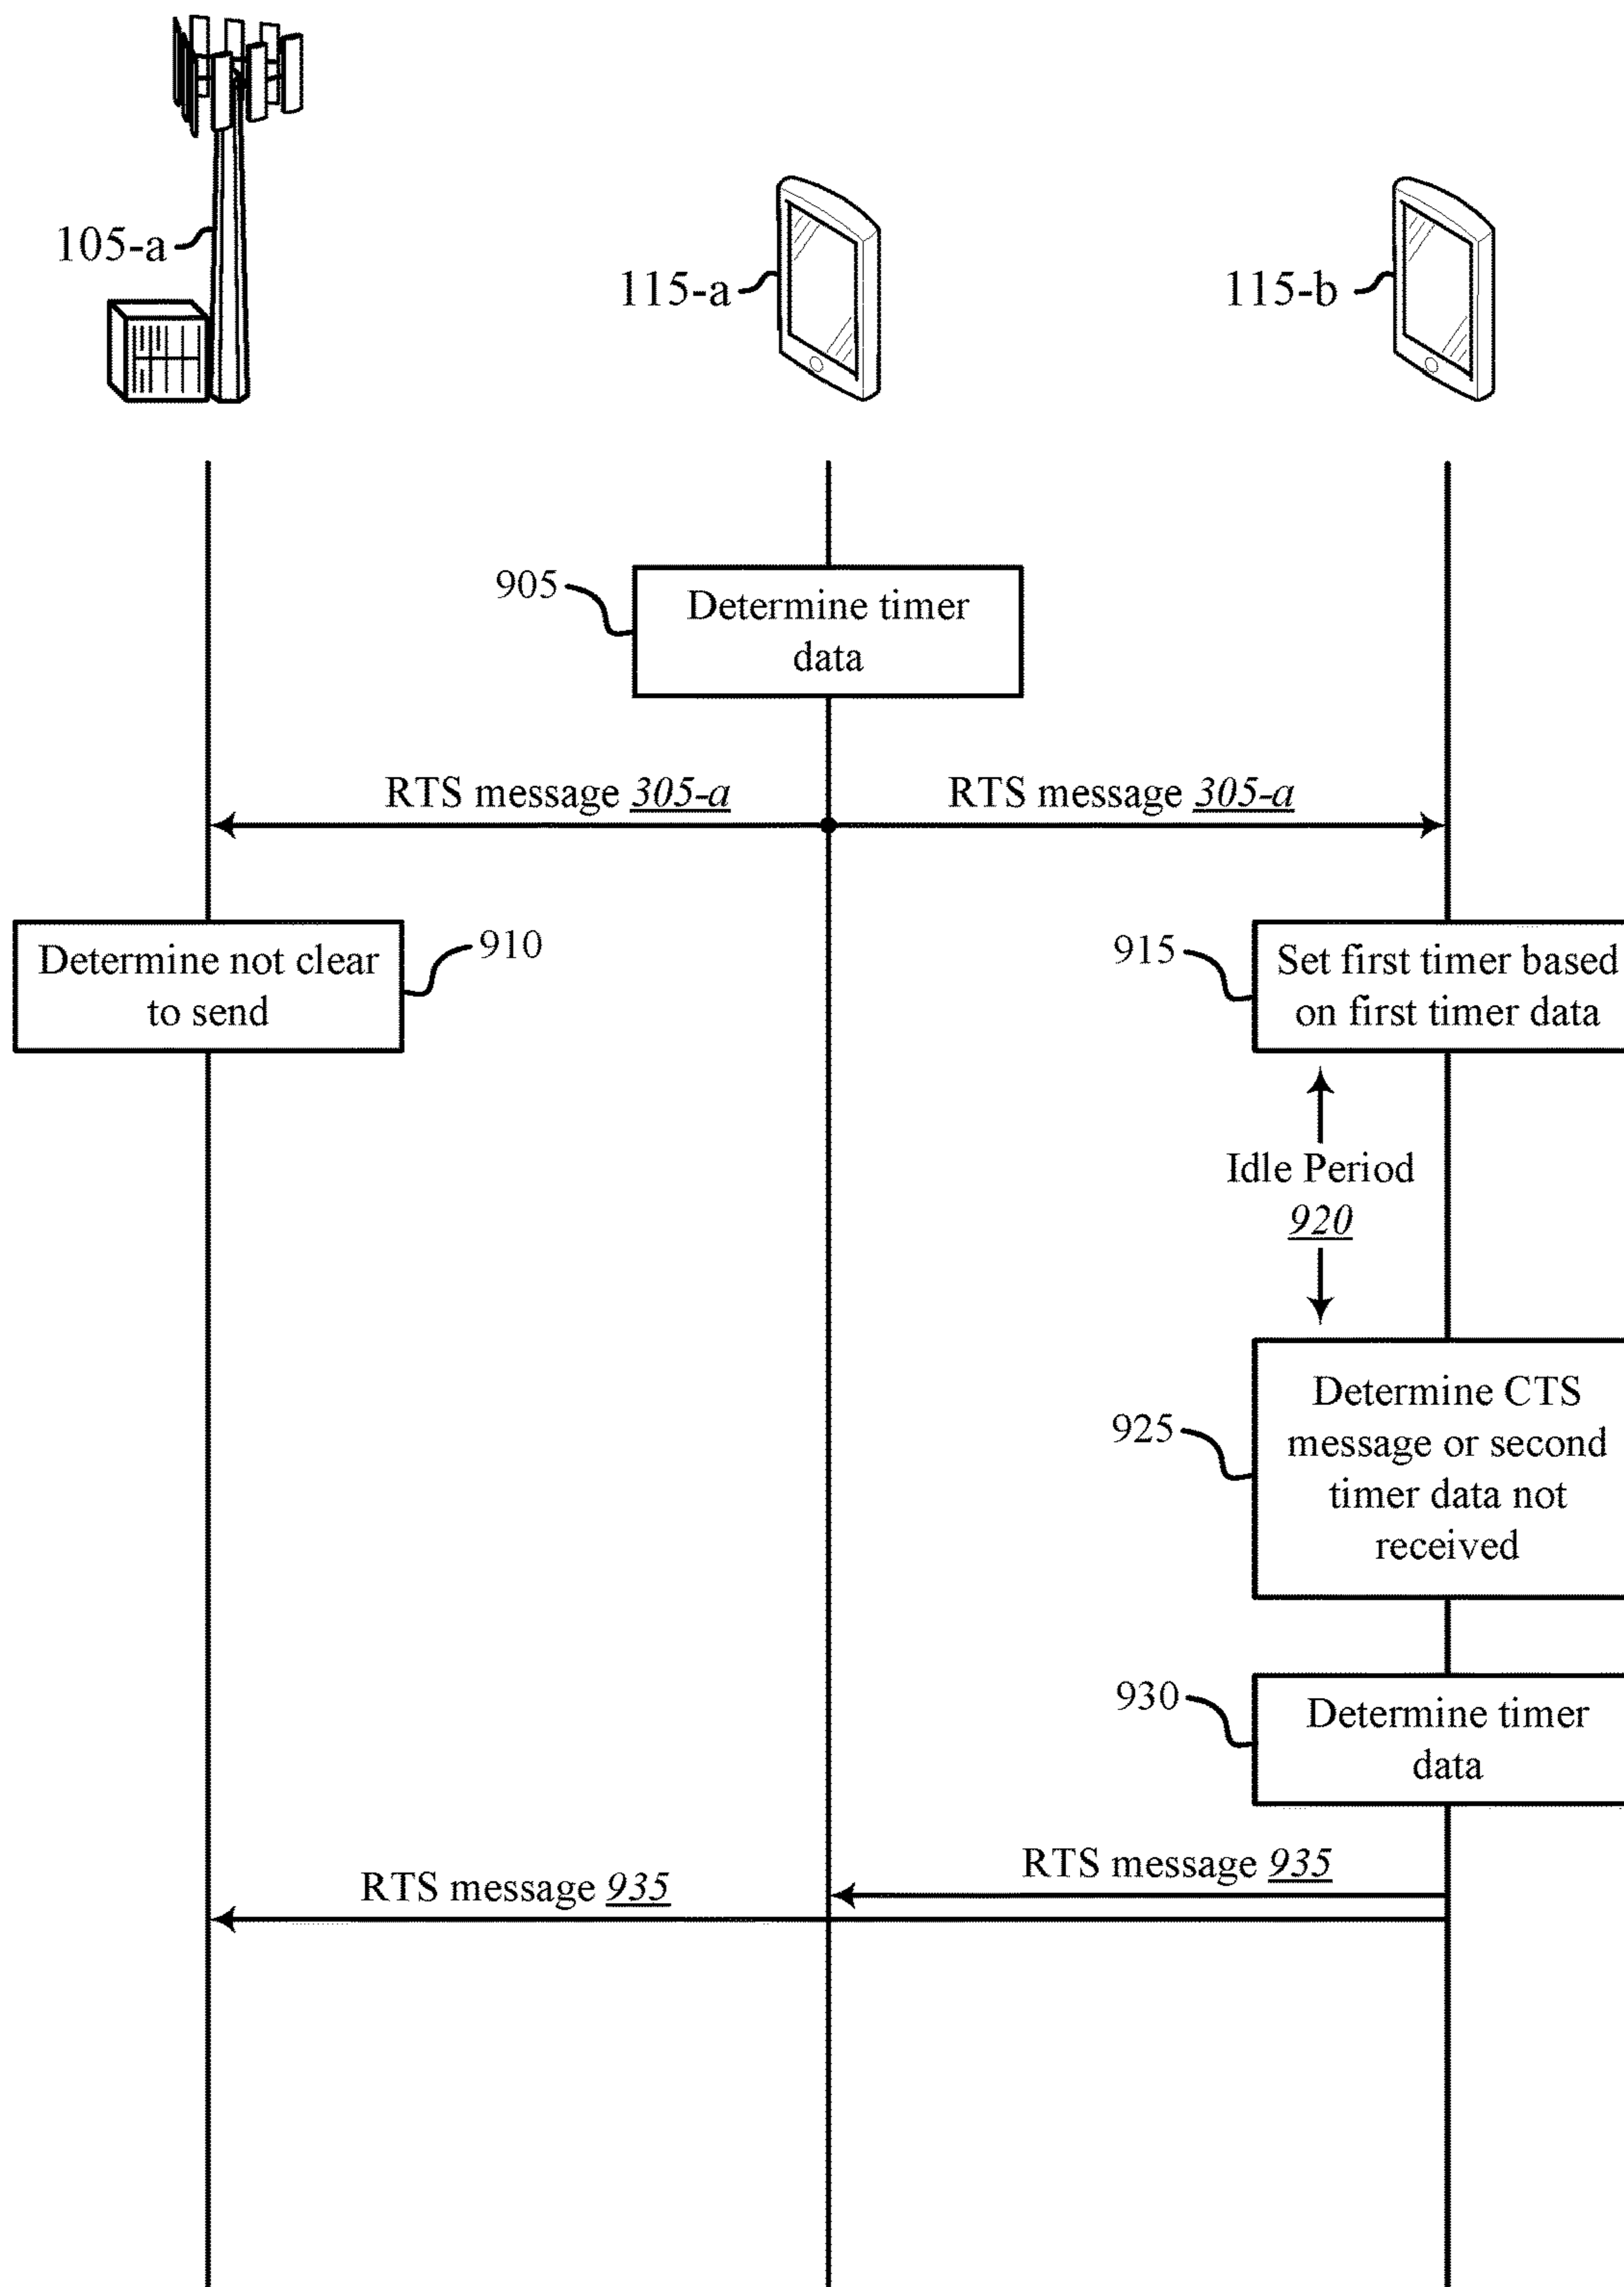 105-a
115-a
115-b
905
Determine timer
data
RTS message 305-a
RTS message 305-a
Determine not clear
to send
910
915
Set first timer based
on first timer data
Idle Period
920
925
Determine CTS
message or second
timer data not
received
930
Determine timer
data
RTS message 935
RTS message 935